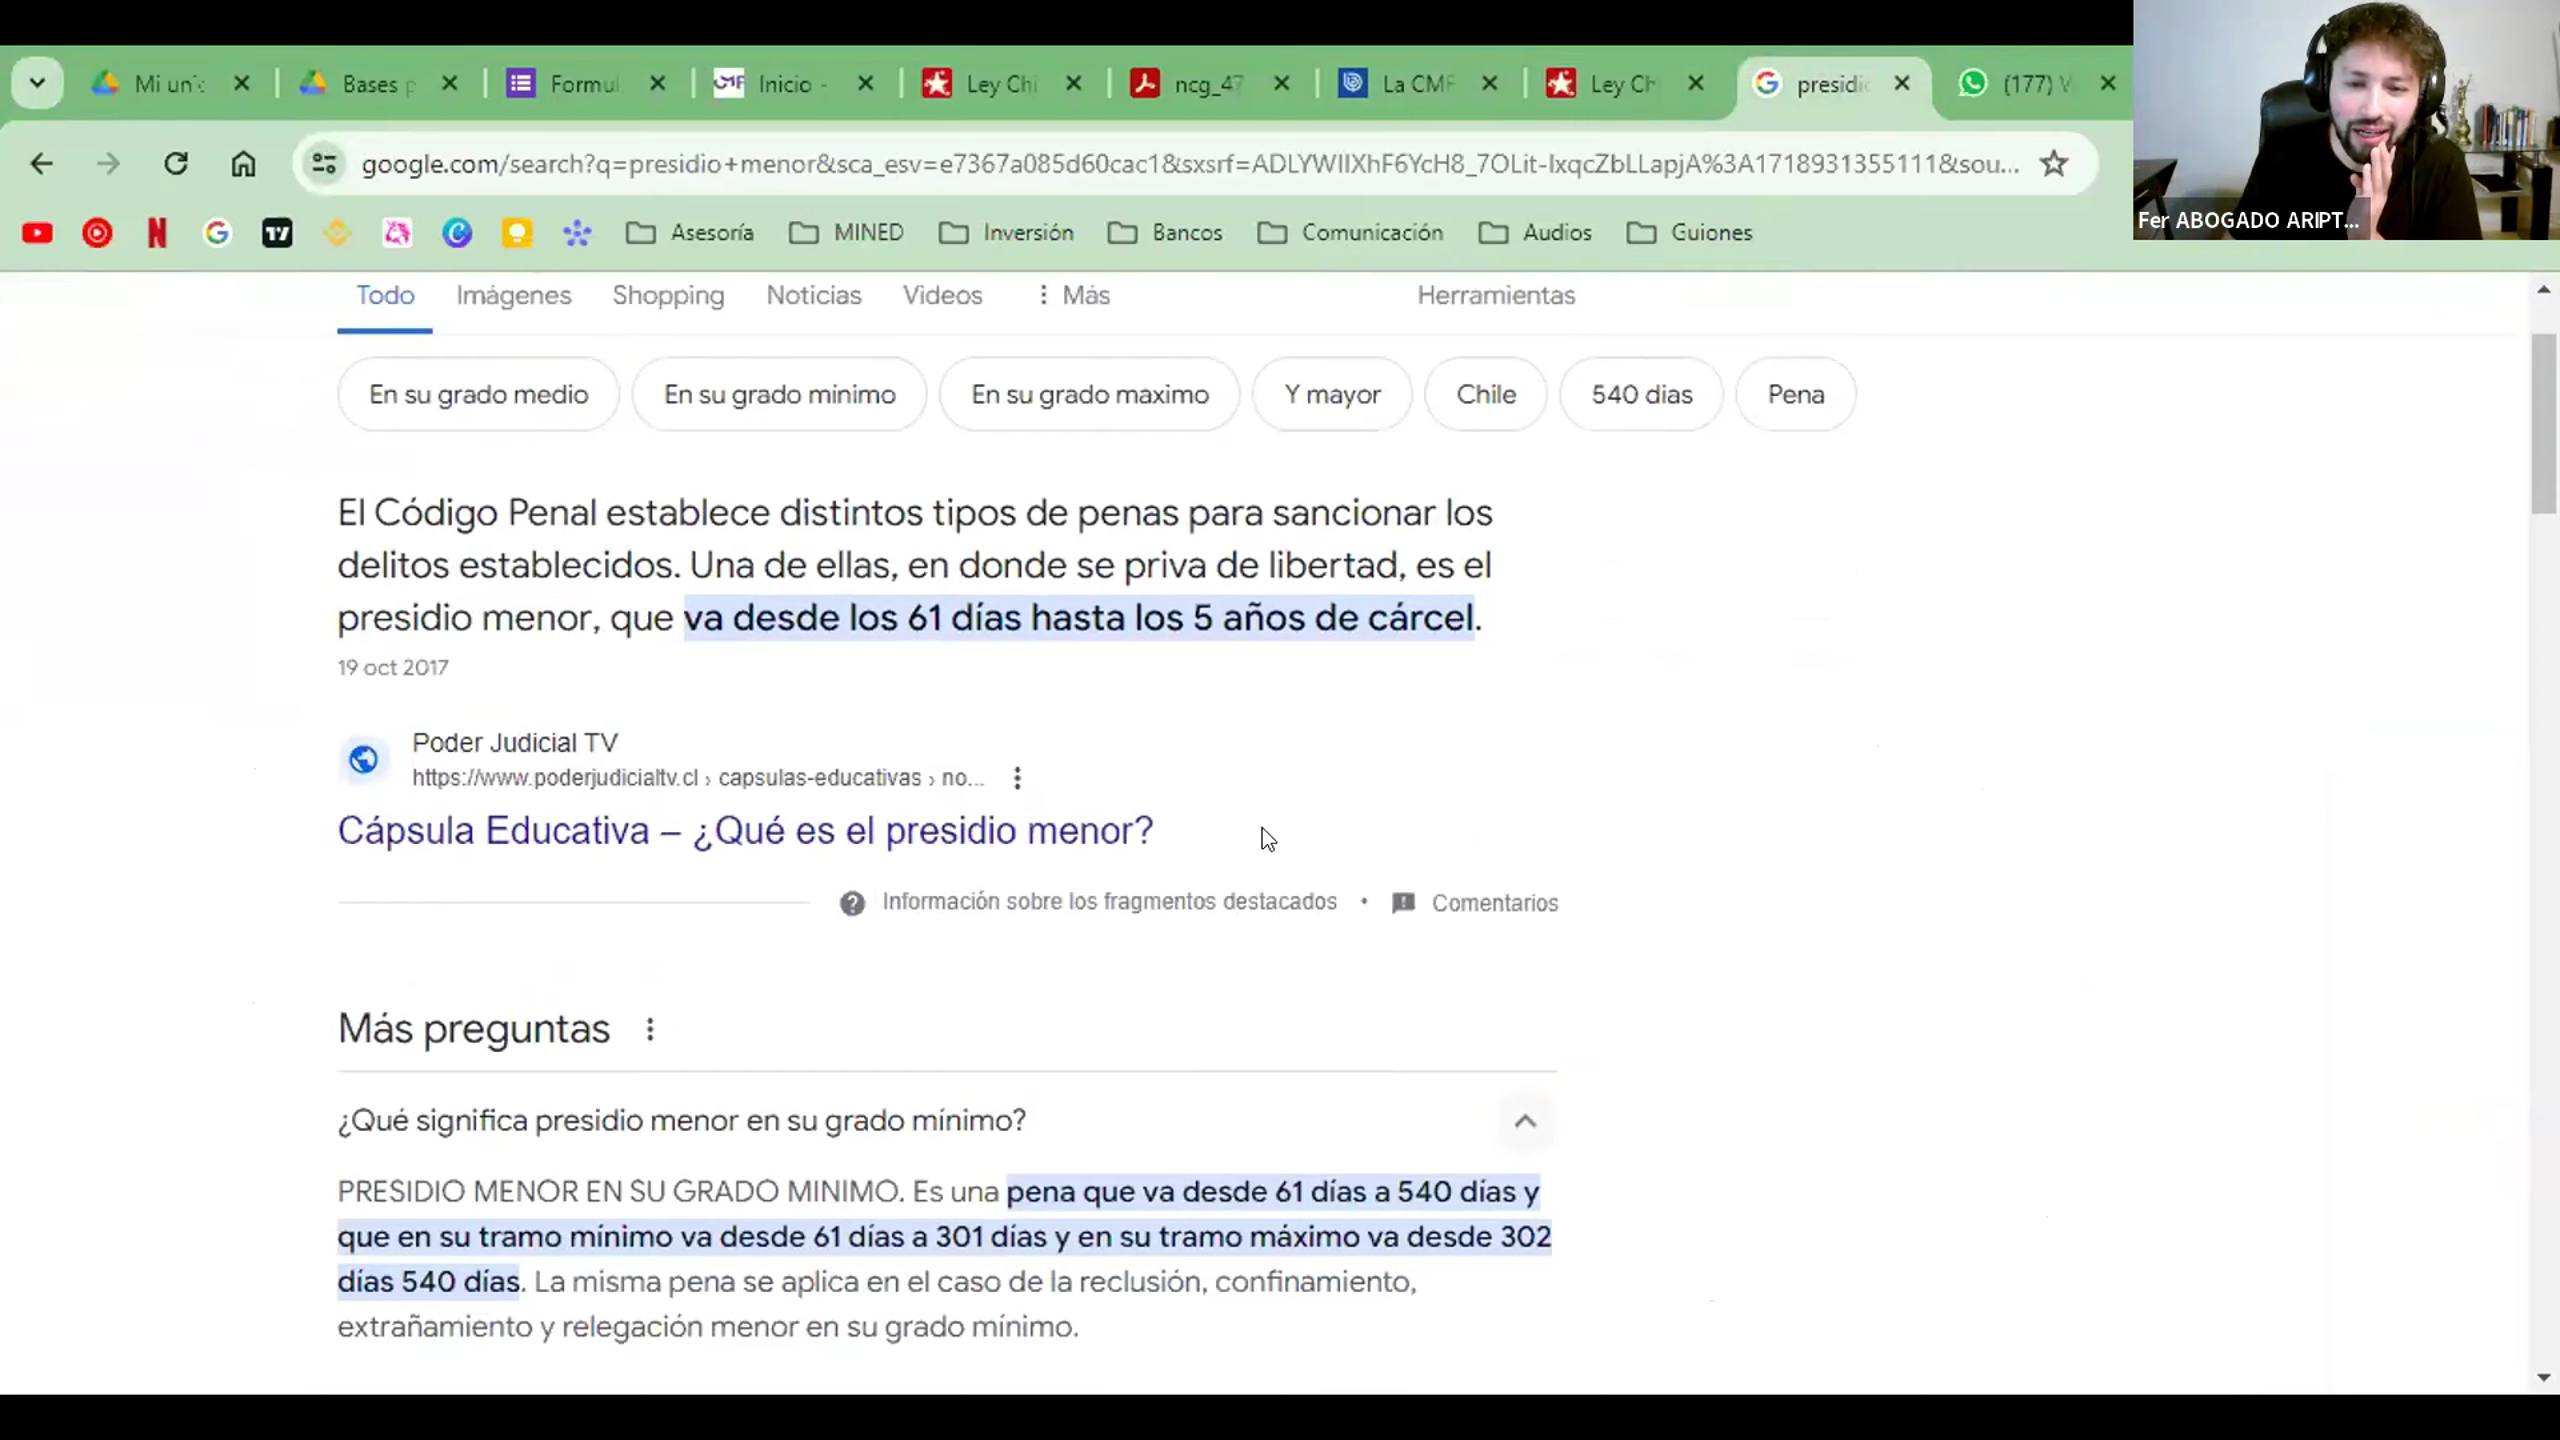 Mi uni
Bases p
Formul
CMF
Inicio -
Ley Chi
ncg_47
La CMF
Ley Ch
presidi
(177) V
google.com/search?q=presidio+menor&sca_esv=e7367a085d60cac1&sxsrf=ADLYWIIXhF6YcH8_7OLit-IxqcZbLLapjA%3A1718931355111&sou...
Fer ABOGADO ARIPT...
Asesoría
MINED
Inversión
Bancos
Comunicación
Audios
Guiones
Todo
Imágenes
Shopping
Noticias
Videos
Más
Herramientas
En su grado medio
En su grado minimo
En su grado maximo
Y mayor
Chile
540 dias
Pena
El Código Penal establece distintos tipos de penas para sancionar los
delitos establecidos. Una de ellas, en donde se priva de libertad, es el
presidio menor, que va desde los 61 días hasta los 5 años de cárcel.
19 oct 2017
Poder Judicial TV
https://www.poderjudicialtv.cl › capsulas-educativas › no...
Cápsula Educativa – ¿Qué es el presidio menor?
Información sobre los fragmentos destacados
•
Comentarios
Más preguntas
¿Qué significa presidio menor en su grado mínimo?
PRESIDIO MENOR EN SU GRADO MINIMO. Es una pena que va desde 61 días a 540 días y
que en su tramo mínimo va desde 61 días a 301 días y en su tramo máximo va desde 302
días 540 días. La misma pena se aplica en el caso de la reclusión, confinamiento,
extrañamiento y relegación menor en su grado mínimo.